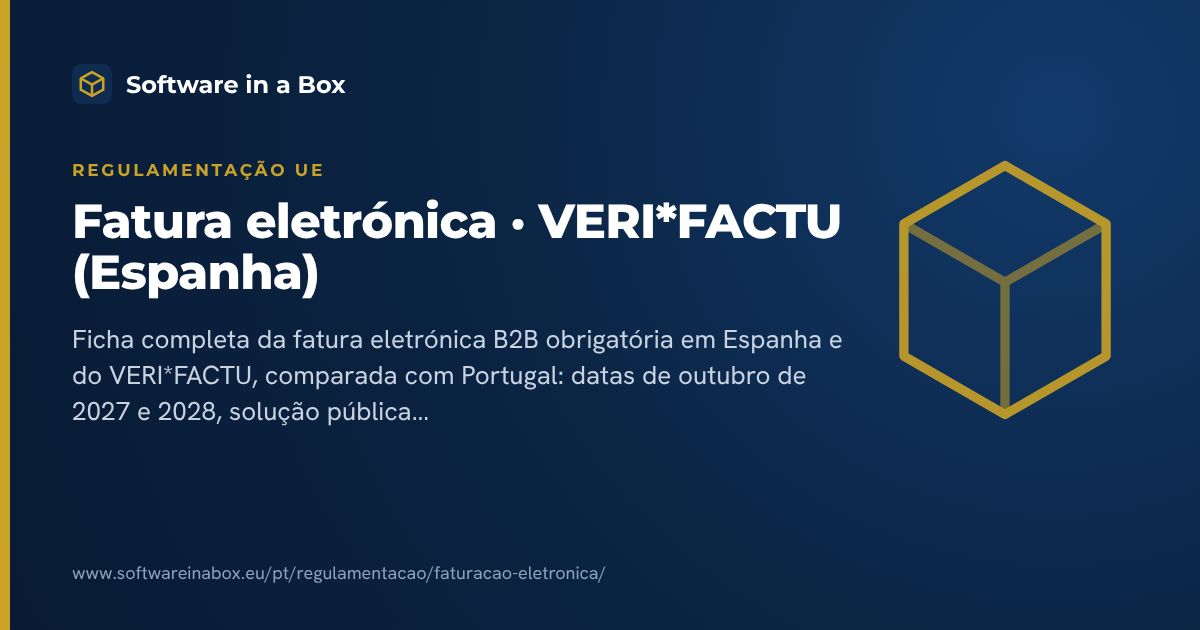 Software in a Box
REGULAMENTAÇÃO UE
Fatura eletrónica · VERI*FACTU
(Espanha)
Ficha completa da fatura eletrónica B2B obrigatória em Espanha e
do VERI*FACTU, comparada com Portugal: datas de outubro de
2027 e 2028, solução pública…
www.softwareinabox.eu/pt/regulamentacao/faturacao-eletronica/